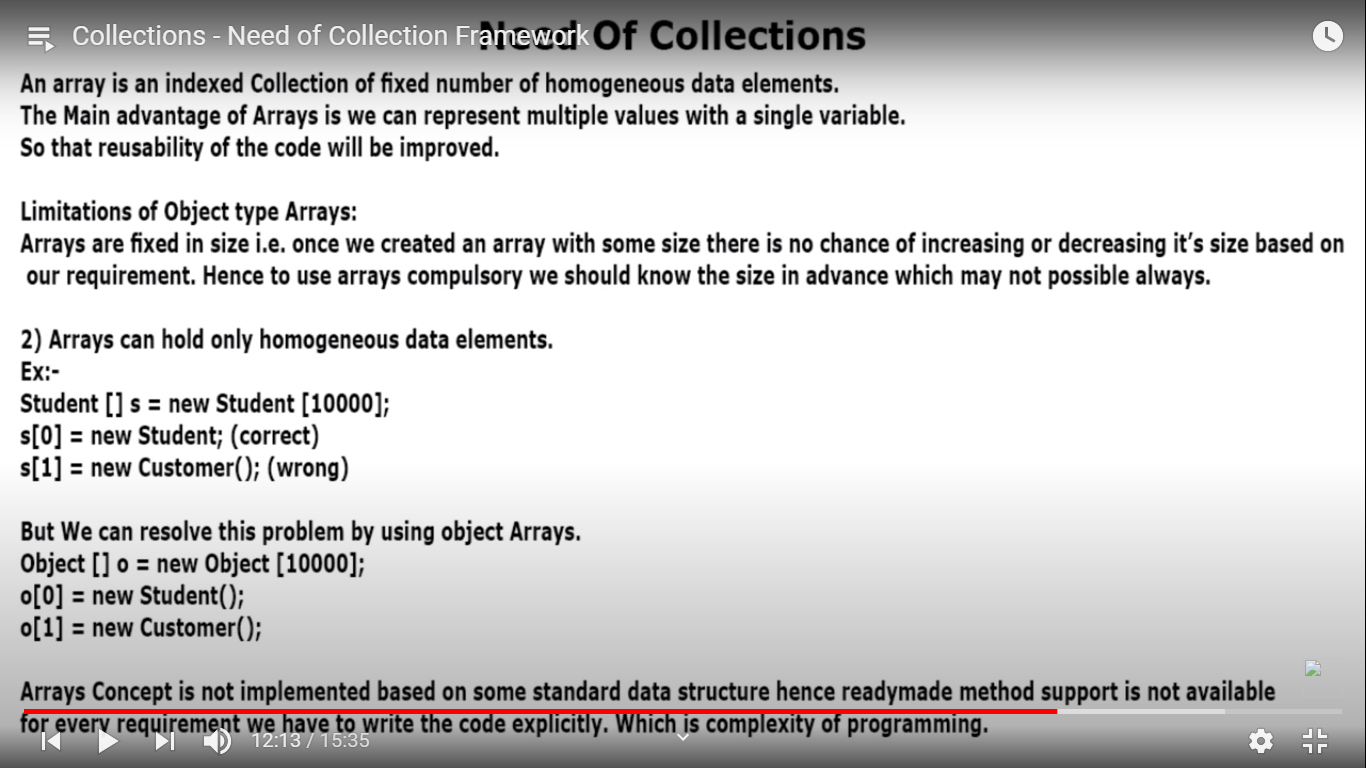 Collections - Need of Collection Framework
Need Of Collections
An array is an indexed Collection of fixed number of homogeneous data elements.
The Main advantage of Arrays is we can represent multiple values with a single variable.
So that reusability of the code will be improved.
Limitations of Object type Arrays:
Arrays are fixed in size i.e. once we created an array with some size there is no chance of increasing or decreasing it’s size based on
our requirement. Hence to use arrays compulsory we should know the size in advance which may not possible always.
2) Arrays can hold only homogeneous data elements.
Ex:-
Student [] s = new Student [10000];
s[0] = new Student; (correct)
s[1] = new Customer(); (wrong)
But We can resolve this problem by using object Arrays.
Object [] o = new Object [10000];
o[0] = new Student();
o[1] = new Customer();
Arrays Concept is not implemented based on some standard data structure hence readymade method support is not available
for every requirement we have to write the code explicitly. Which is complexity of programming.
12:13 / 15:35